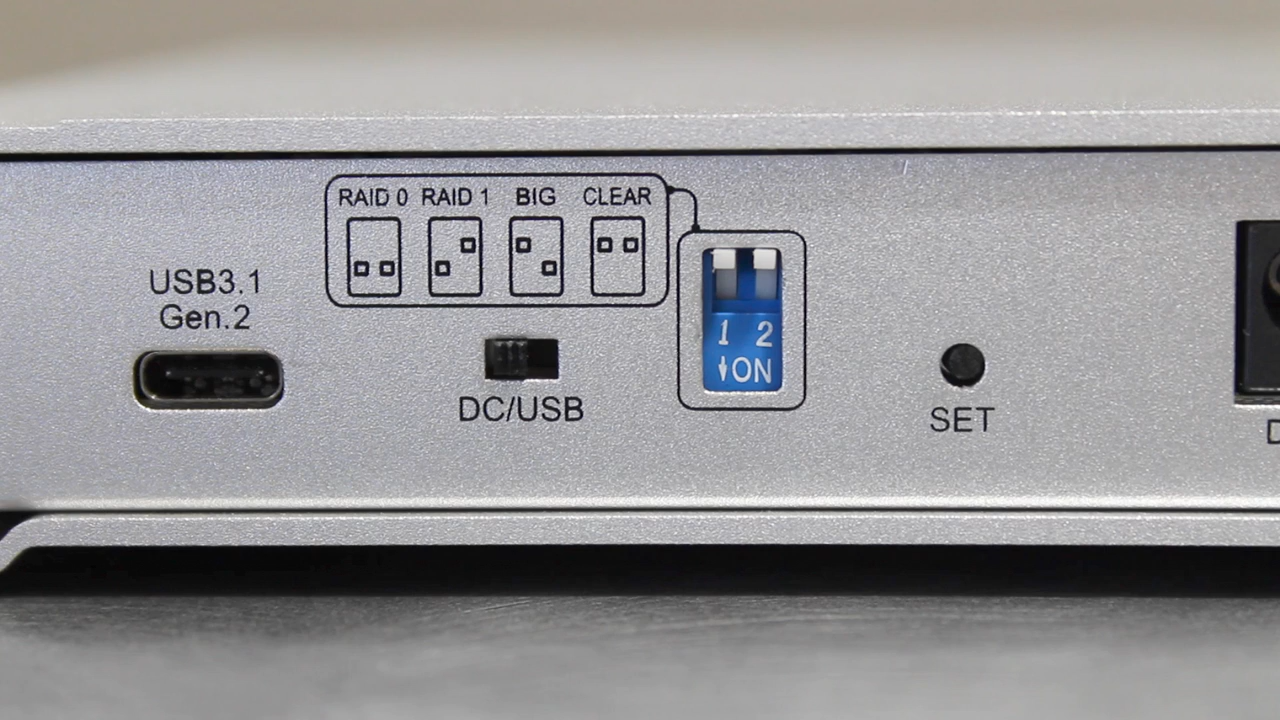 RAID 0 RAID 1 BIG CLEAR
USB3.1
Gen.2
DC/USB
1 2
↓ON
SET